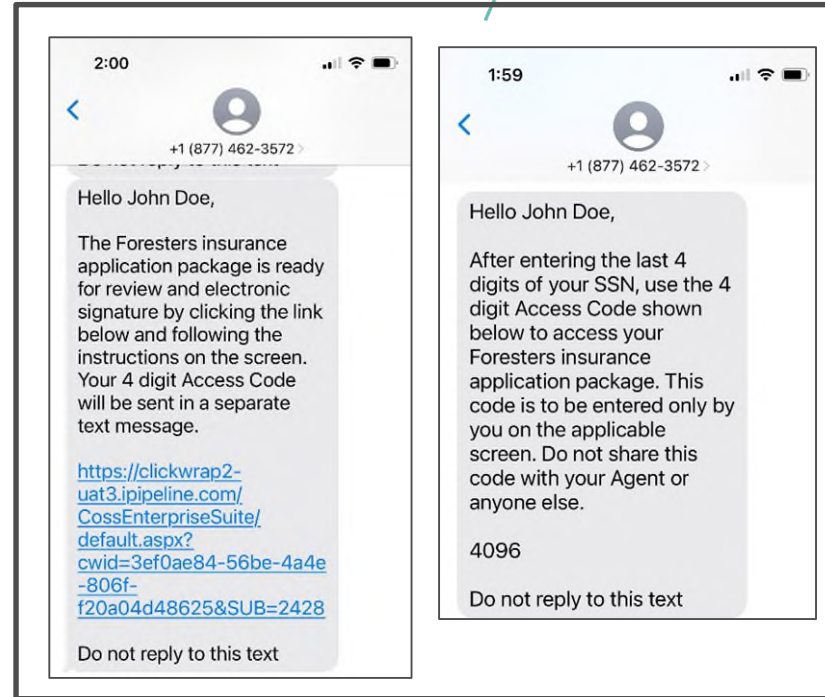 2:00
+1 (877) 462-3572
Do not reply to this text
Hello John Doe,
The Foresters insurance
application package is ready
for review and electronic
signature by clicking the link
below and following the
instructions on the screen.
Your 4 digit Access Code
will be sent in a separate
text message.
https://clickwrap2-
uat3.ipipeline.com/
CossEnterpriseSuite/
default.aspx?
cwid=3ef0ae84-56be-4a4e
-806f-
f20a04d48625&SUB=2428
Do not reply to this text
1:59
+1 (877) 462-3572
Hello John Doe,
After entering the last 4
digits of your SSN, use the 4
digit Access Code shown
below to access your
Foresters insurance
application package. This
code is to be entered only by
you on the applicable
screen. Do not share this
code with your Agent or
anyone else.
4096
Do not reply to this text